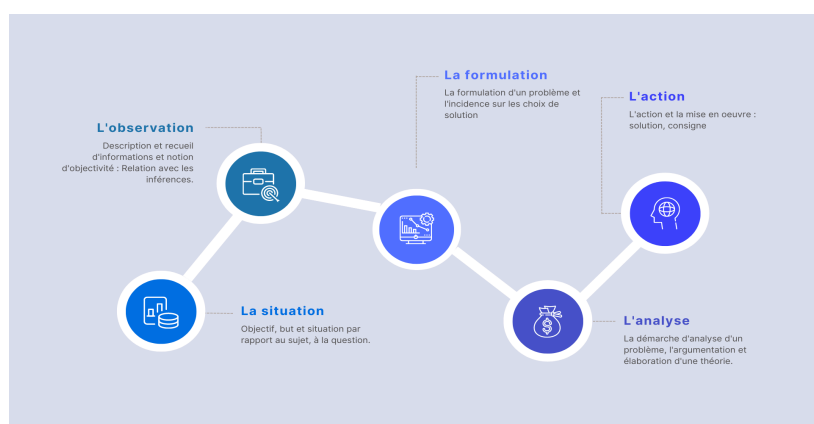 L'observation
Description et recueil
d'informations et notion
d'objectivité : Relation avec les
inférences.
La situation
Objectif, but et situation par
rapport au sujet, à la question.
La formulation
La formulation d'un problème et
l'incidence sur les choix de
solution
L'analyse
La démarche d'analyse d'un
problème, l'argumentation et
élaboration d'une théorie.
L'action
L'action et la mise en oeuvre :
solution, consigne